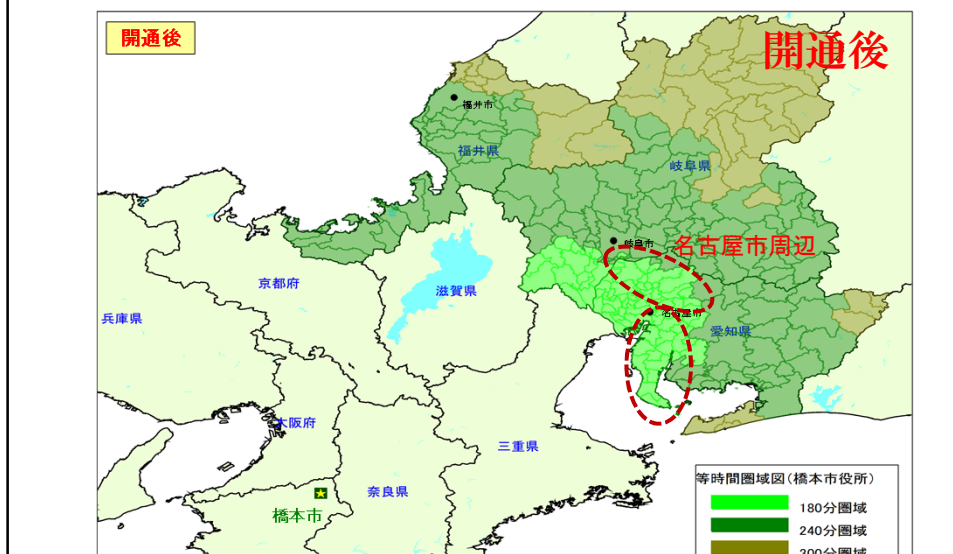 開通後
開通後
福井市
福井県
岐阜県
岐阜市
名古屋市周辺
京都府
滋賀県
兵庫県
名古屋市
愛知県
大阪府
三重県
奈良県
橋本市
等時間圏域図(橋本市役所)
180分圏域
240分圏域
300分圏域